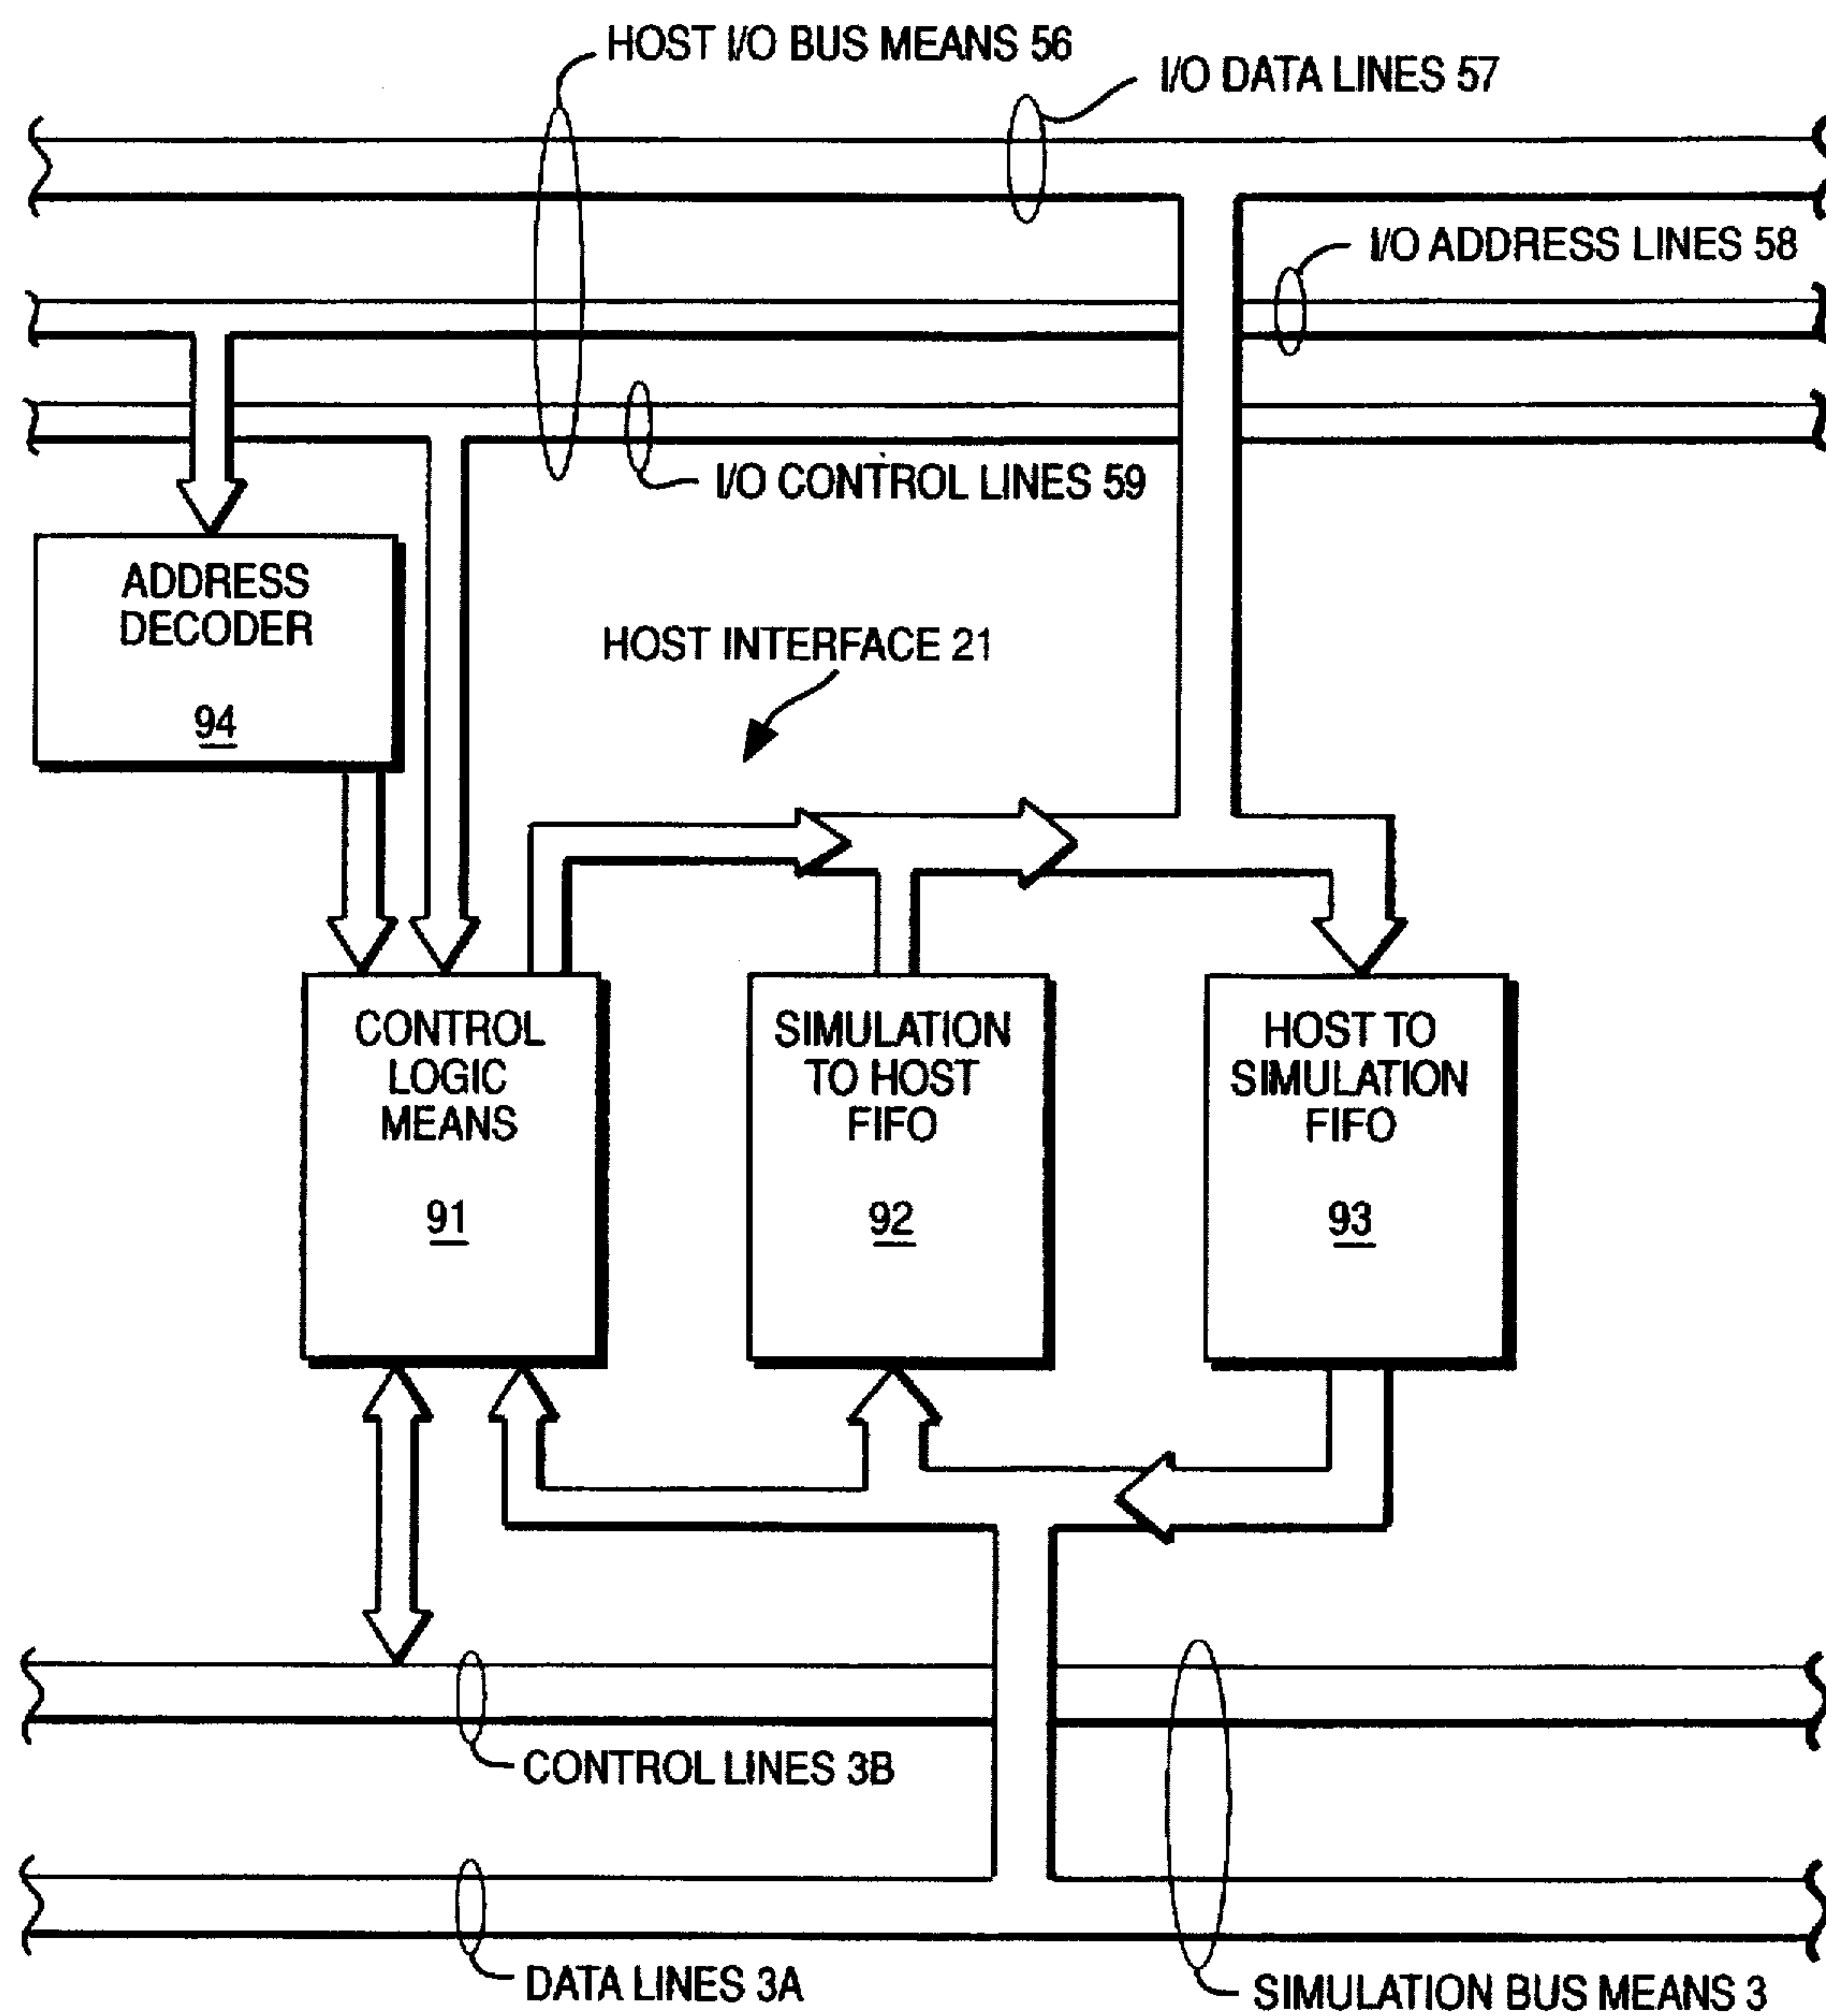 HOST I/O BUS MEANS 56
I/O DATA LINES 57
I/O ADDRESS LINES 58
I/O CONTROL LINES 59
ADDRESS
DECODER
94
HOST INTERFACE 21
CONTROL
LOGIC
MEANS
91
SIMULATION
TO HOST
FIFO
92
HOST TO
SIMULATION
FIFO
93
CONTROL LINES 3B
DATA LINES 3A
SIMULATION BUS MEANS 3